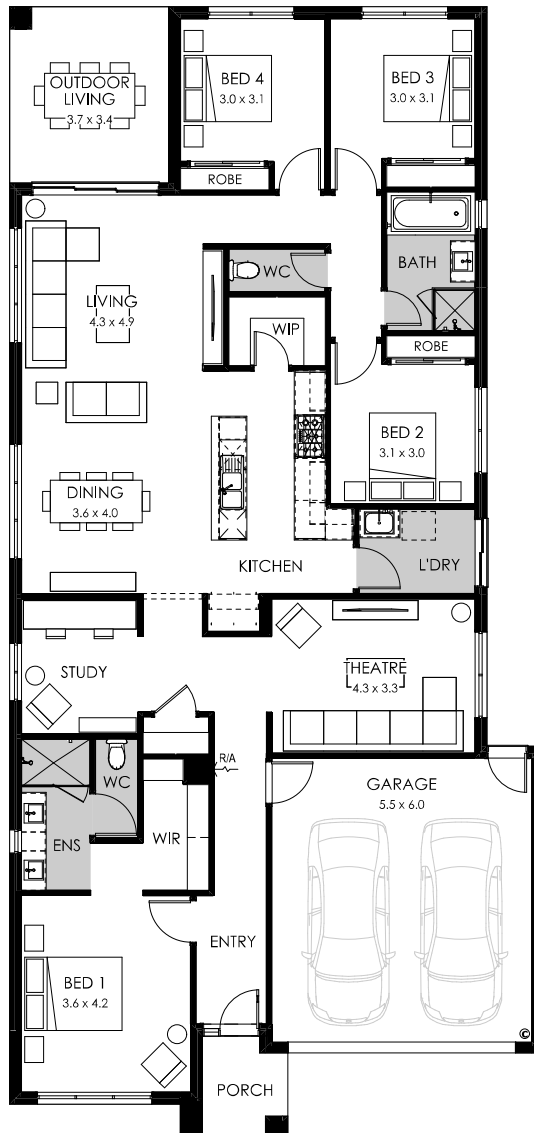 OUTDOOR
LIVING
3.7 x 3.4
BED 4
3.0 x 3.1
BED 3
3.0 x 3.1
ROBE
WC
BATH
LIVING
4.3 x 4.9
WIP
ROBE
BED 2
3.1 x 3.0
DINING
3.6 x 4.0
KITCHEN
L'DRY
STUDY
THEATRE
4.3 x 3.3
WC
R/A
GARAGE
5.5 x 6.0
ENS
WIR
ENTRY
BED 1
3.6 x 4.2
©
PORCH